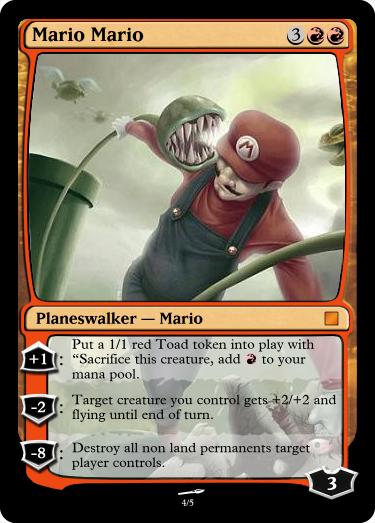 Mario Mario 3
M
Planeswalker — Mario
+1: Put a 1/1 red Toad token into play with
“Sacrifice this creature, add to your
mana pool.
-2: Target creature you control gets +2/+2 and
flying until end of turn.
-8: Destroy all non land permanents target
player controls.
3
4/5